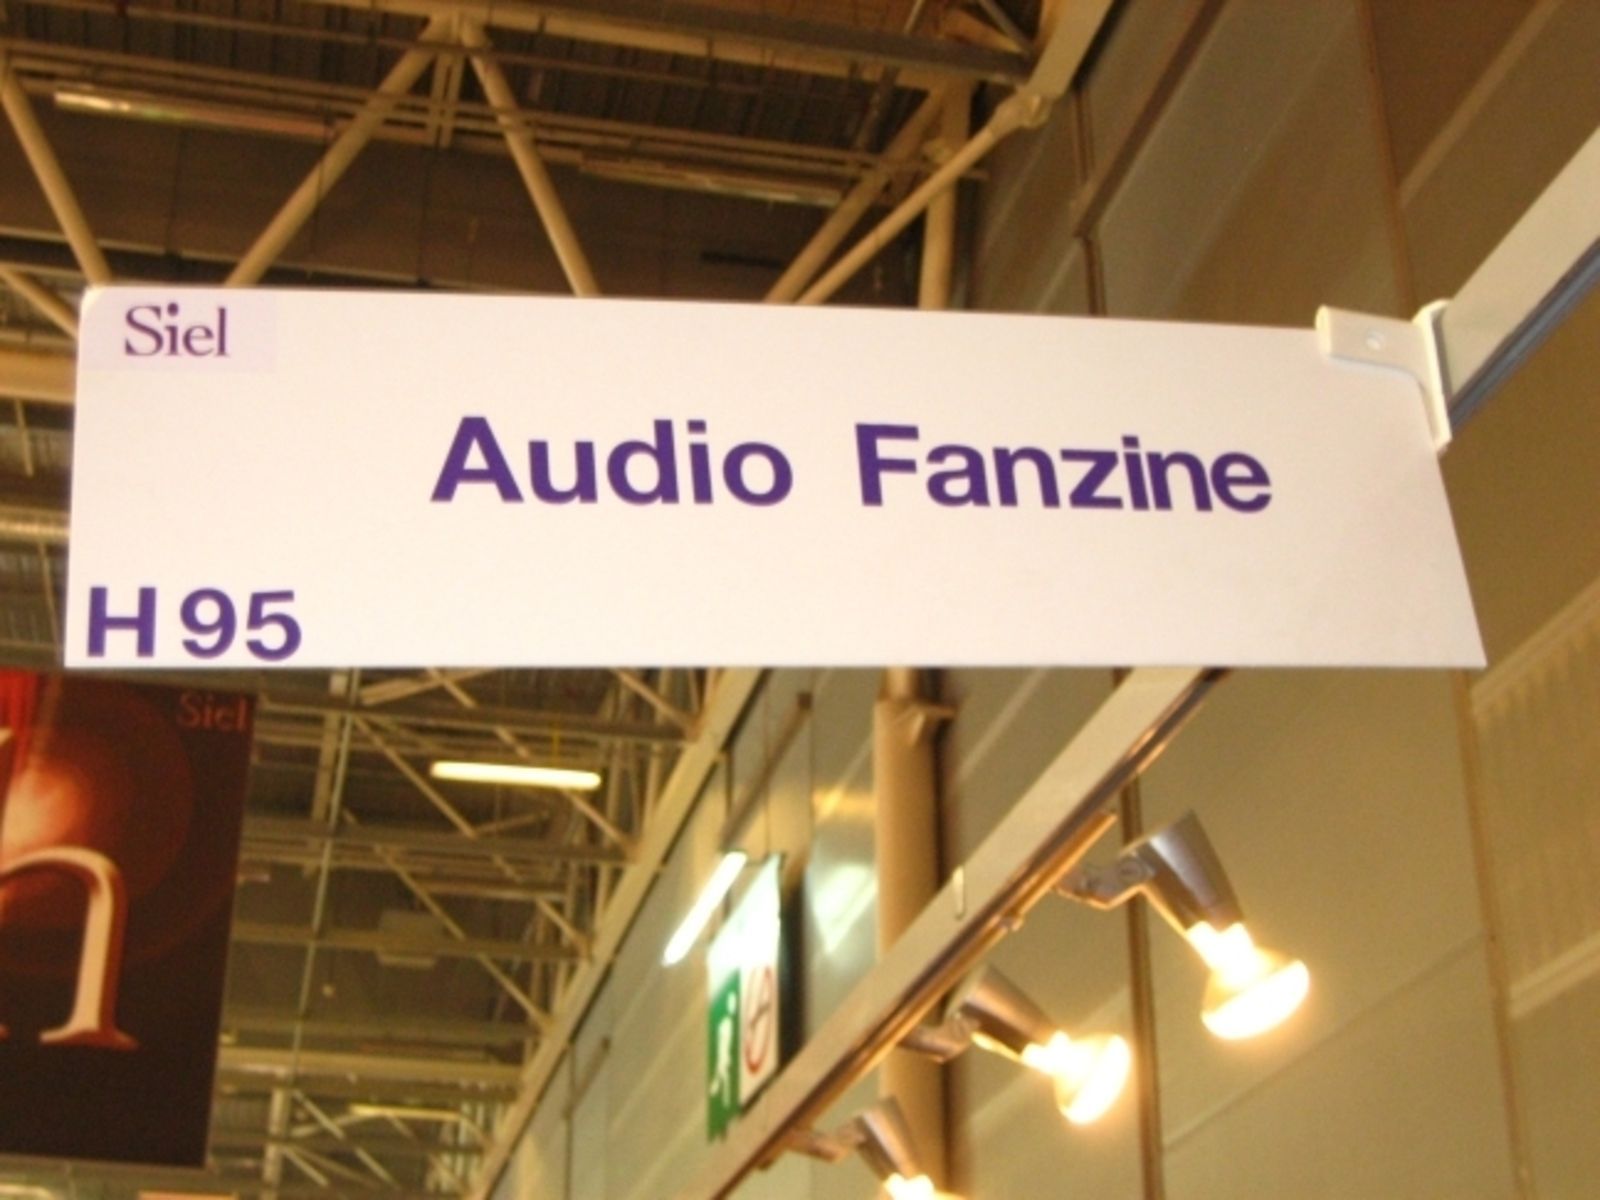 Siel
Audio Fanzine
H 95
Siel
h